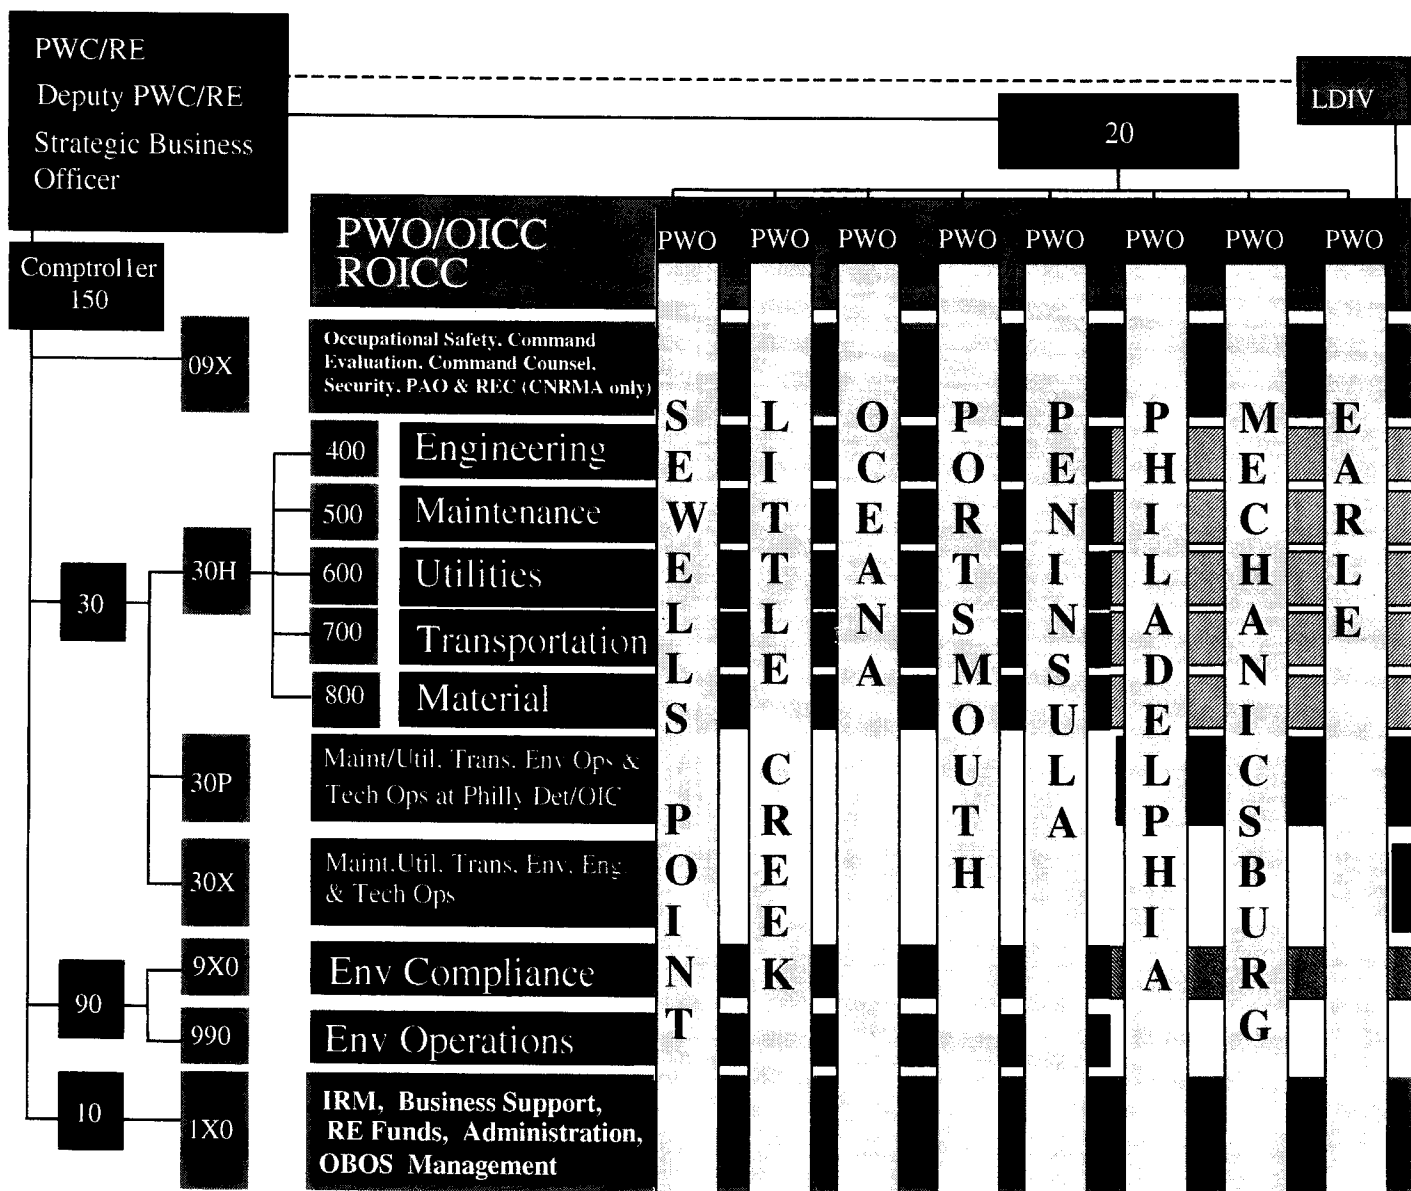 PWC/RE
Deputy PWC/RE
Strategic Business
Officer
LDIV
20
Comptroller
150
PWO/OICC
ROICC
PWO
PWO
PWO
PWO
PWO
PWO
PWO
PWO
09X
Occupational Safety, Command
Evaluation, Command Counsel,
Security, PAO & REC (CNRMA only)
30
30H
400
Engineering
500
Maintenance
600
Utilities
700
Transportation
800
Material
30P
Maint/Util, Trans, Env Ops &
Tech Ops at Philly Det/OIC
30X
Maint.Util, Trans, Env, Eng,
& Tech Ops
90
9X0
Env Compliance
990
Env Operations
10
1X0
IRM, Business Support,
RE Funds, Administration,
OBOS Management
SEWELLS POINT
LITTLE CREEK
OCEANA
PORTSMOUTH
PENINSULA
PHILADELPHIA
MECHANICSBURG
EARLE